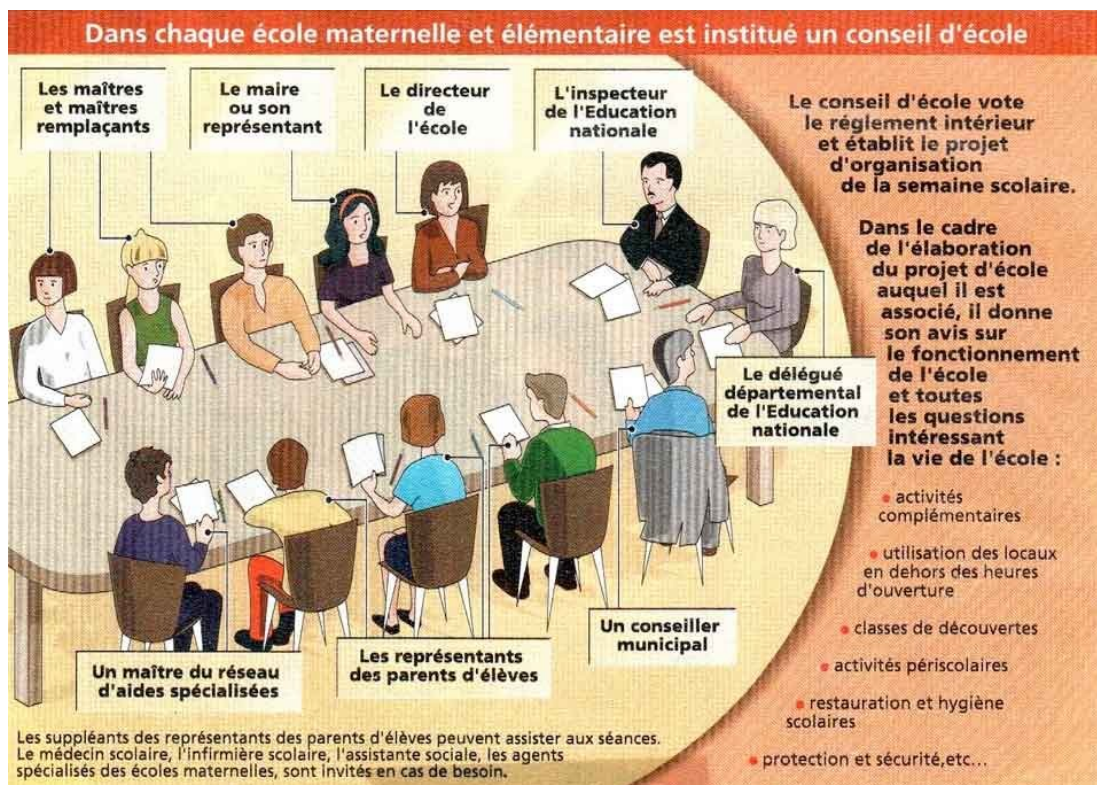 Dans chaque école maternelle et élémentaire est institué un conseil d'école
Les maîtres
et maîtres
remplaçants
Le maire
ou son
représentant
Le directeur
de
l'école
L'inspecteur
de l'Education
nationale
Le conseil d'école vote
le réglement intérieur
et établit le projet
d'organisation
de la semaine scolaire.
Dans le cadre
de l'élaboration
du projet d'école
auquel il est
associé, il donne
son avis sur
le fonctionnement
de l'école
et toutes
les questions
intéressant
la vie de l'école :
• activités
complémentaires
• utilisation des locaux
en dehors des heures
d'ouverture
• classes de découvertes
• activités périscolaires
• restauration et hygiène
scolaires
• protection et sécurité,etc...
Le délégué
départemental
de l'Education
nationale
Un conseiller
municipal
Les représentants
des parents d'élèves
Un maître du réseau
d'aides spécialisées
Les suppléants des représentants des parents d'élèves peuvent assister aux séances.
Le médecin scolaire, l'infirmière scolaire, l'assistante sociale, les agents
spécialisés des écoles maternelles, sont invités en cas de besoin.